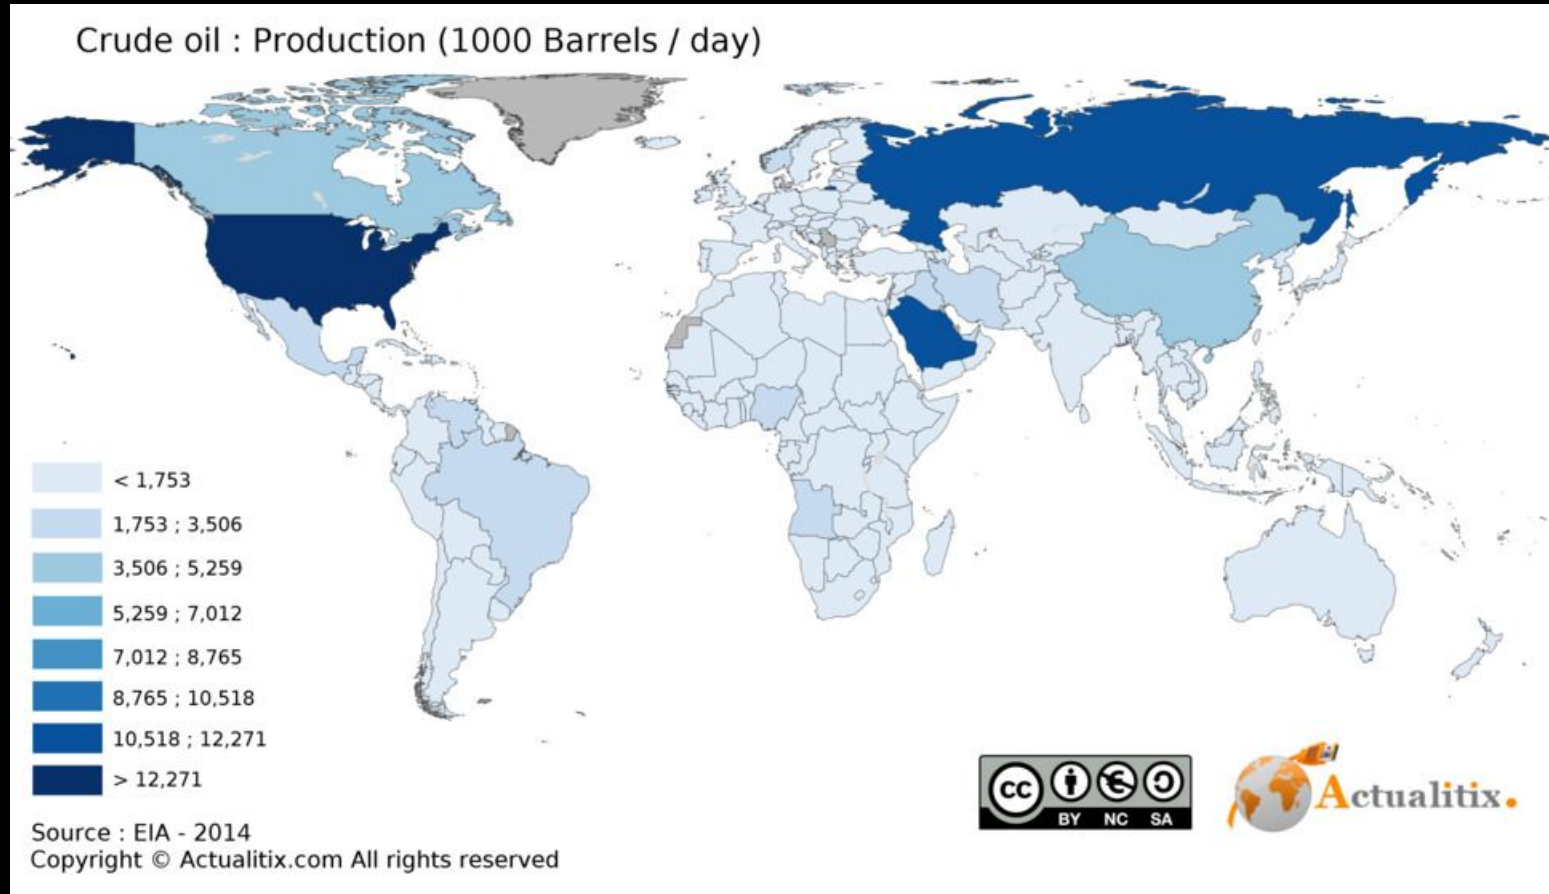 Crude oil : Production (1000 Barrels / day)
< 1,753
1,753 ; 3,506
3,506 ; 5,259
5,259 ; 7,012
7,012 ; 8,765
8,765 ; 10,518
10,518 ; 12,271
> 12,271
Source : EIA - 2014
Copyright © Actualitix.com All rights reserved
cc
BY NC SA
Actualitix.